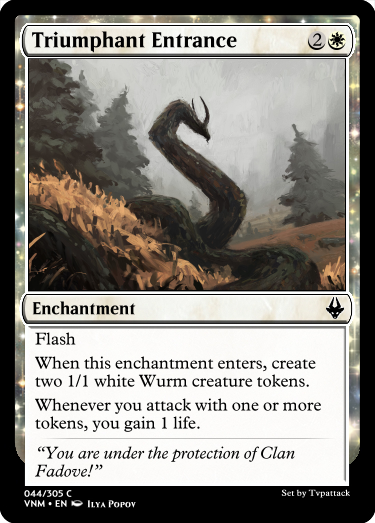 Triumphant Entrance 2
Enchantment
Flash
When this enchantment enters, create
two 1/1 white Wurm creature tokens.
Whenever you attack with one or more
tokens, you gain 1 life.
“You are under the protection of Clan
Fadove!”
044/305 C
VNM • EN Ilya Popov
Set by Tvpattack